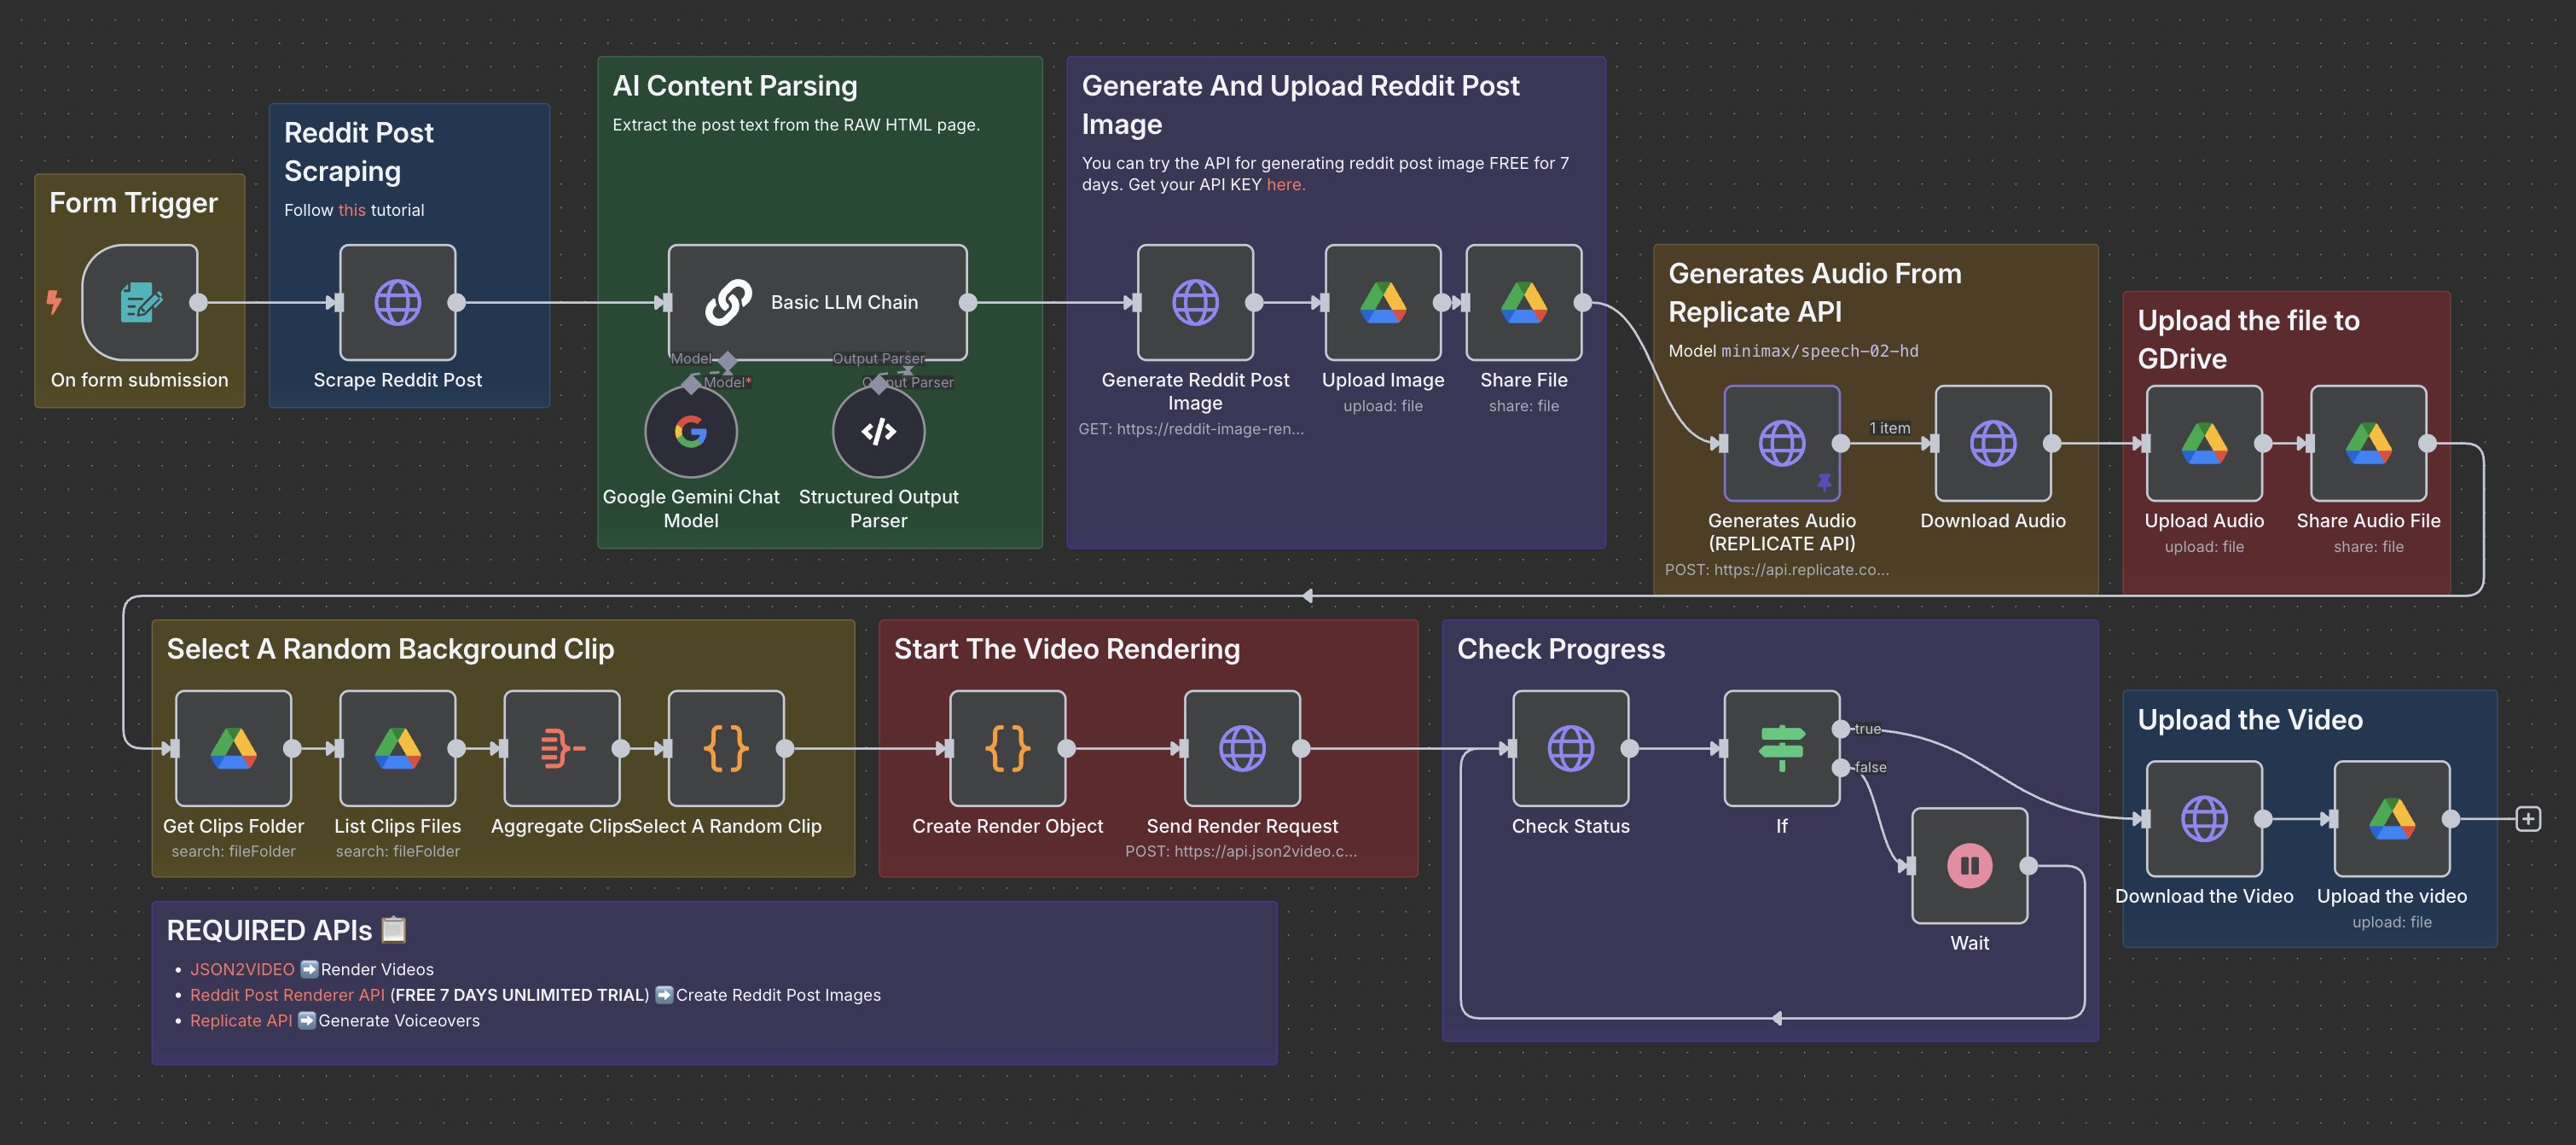 Form Trigger
On form submission
Reddit Post
Scraping
Follow this tutorial
Scrape Reddit Post
AI Content Parsing
Extract the post text from the RAW HTML page.
Basic LLM Chain
Model
Output Parser
Model*
Output Parser
Google Gemini Chat
Model
Structured Output
Parser
Generate And Upload Reddit Post
Image
You can try the API for generating reddit post image FREE for 7
days. Get your API KEY here.
Generate Reddit Post
Image
GET: https://reddit-image-ren...
Upload Image
upload: file
Share File
share: file
Generates Audio From
Replicate API
Model minimax/speech-02-hd
1 item
Generates Audio
(REPLICATE API)
POST: https://api.replicate.co...
Download Audio
Upload the file to
GDrive
Upload Audio
upload: file
Share Audio File
share: file
Select A Random Background Clip
Get Clips Folder
search: fileFolder
List Clips Files
search: fileFolder
Aggregate Clips
Select A Random Clip
Start The Video Rendering
Create Render Object
Send Render Request
POST: https://api.json2video.c...
Check Progress
Check Status
If
true
false
Wait
Upload the Video
Download the Video
Upload the video
upload: file
REQUIRED APIs 📋
• JSON2VIDEO ➡️Render Videos
• Reddit Post Renderer API (FREE 7 DAYS UNLIMITED TRIAL) ➡️Create Reddit Post Images
• Replicate API ➡️Generate Voiceovers